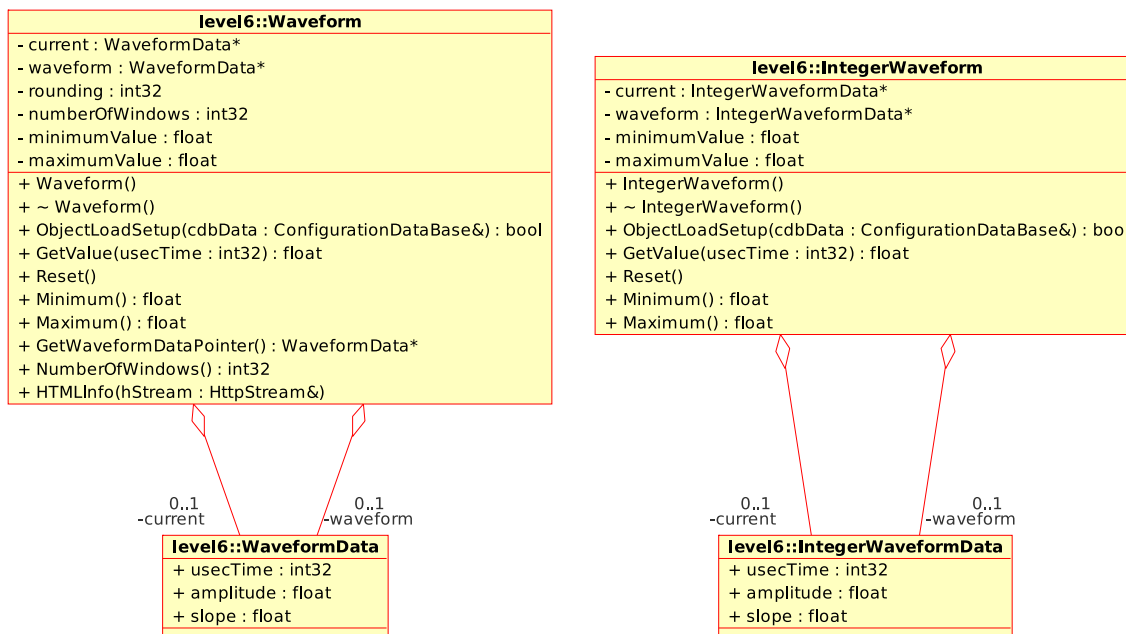 level6::Waveform
- current : WaveformData*
- waveform : WaveformData*
- rounding : int32
- numberOfWindows : int32
- minimumValue : float
- maximumValue : float
+ Waveform()
+ ~ Waveform()
+ ObjectLoadSetup(cdbData : ConfigurationDataBase&) : bool
+ GetValue(usecTime : int32) : float
+ Reset()
+ Minimum() : float
+ Maximum() : float
+ GetWaveformDataPointer() : WaveformData*
+ NumberOfWindows() : int32
+ HTMLInfo(hStream : HttpStream&)
0..1
-current
0..1
-waveform
level6::WaveformData
+ usecTime : int32
+ amplitude : float
+ slope : float
level6::IntegerWaveform
- current : IntegerWaveformData*
- waveform : IntegerWaveformData*
- minimumValue : float
- maximumValue : float
+ IntegerWaveform()
+ ~ IntegerWaveform()
+ ObjectLoadSetup(cdbData : ConfigurationDataBase&) : boo
+ GetValue(usecTime : int32) : float
+ Reset()
+ Minimum() : float
+ Maximum() : float
0..1
-current
0..1
-waveform
level6::IntegerWaveformData
+ usecTime : int32
+ amplitude : float
+ slope : float